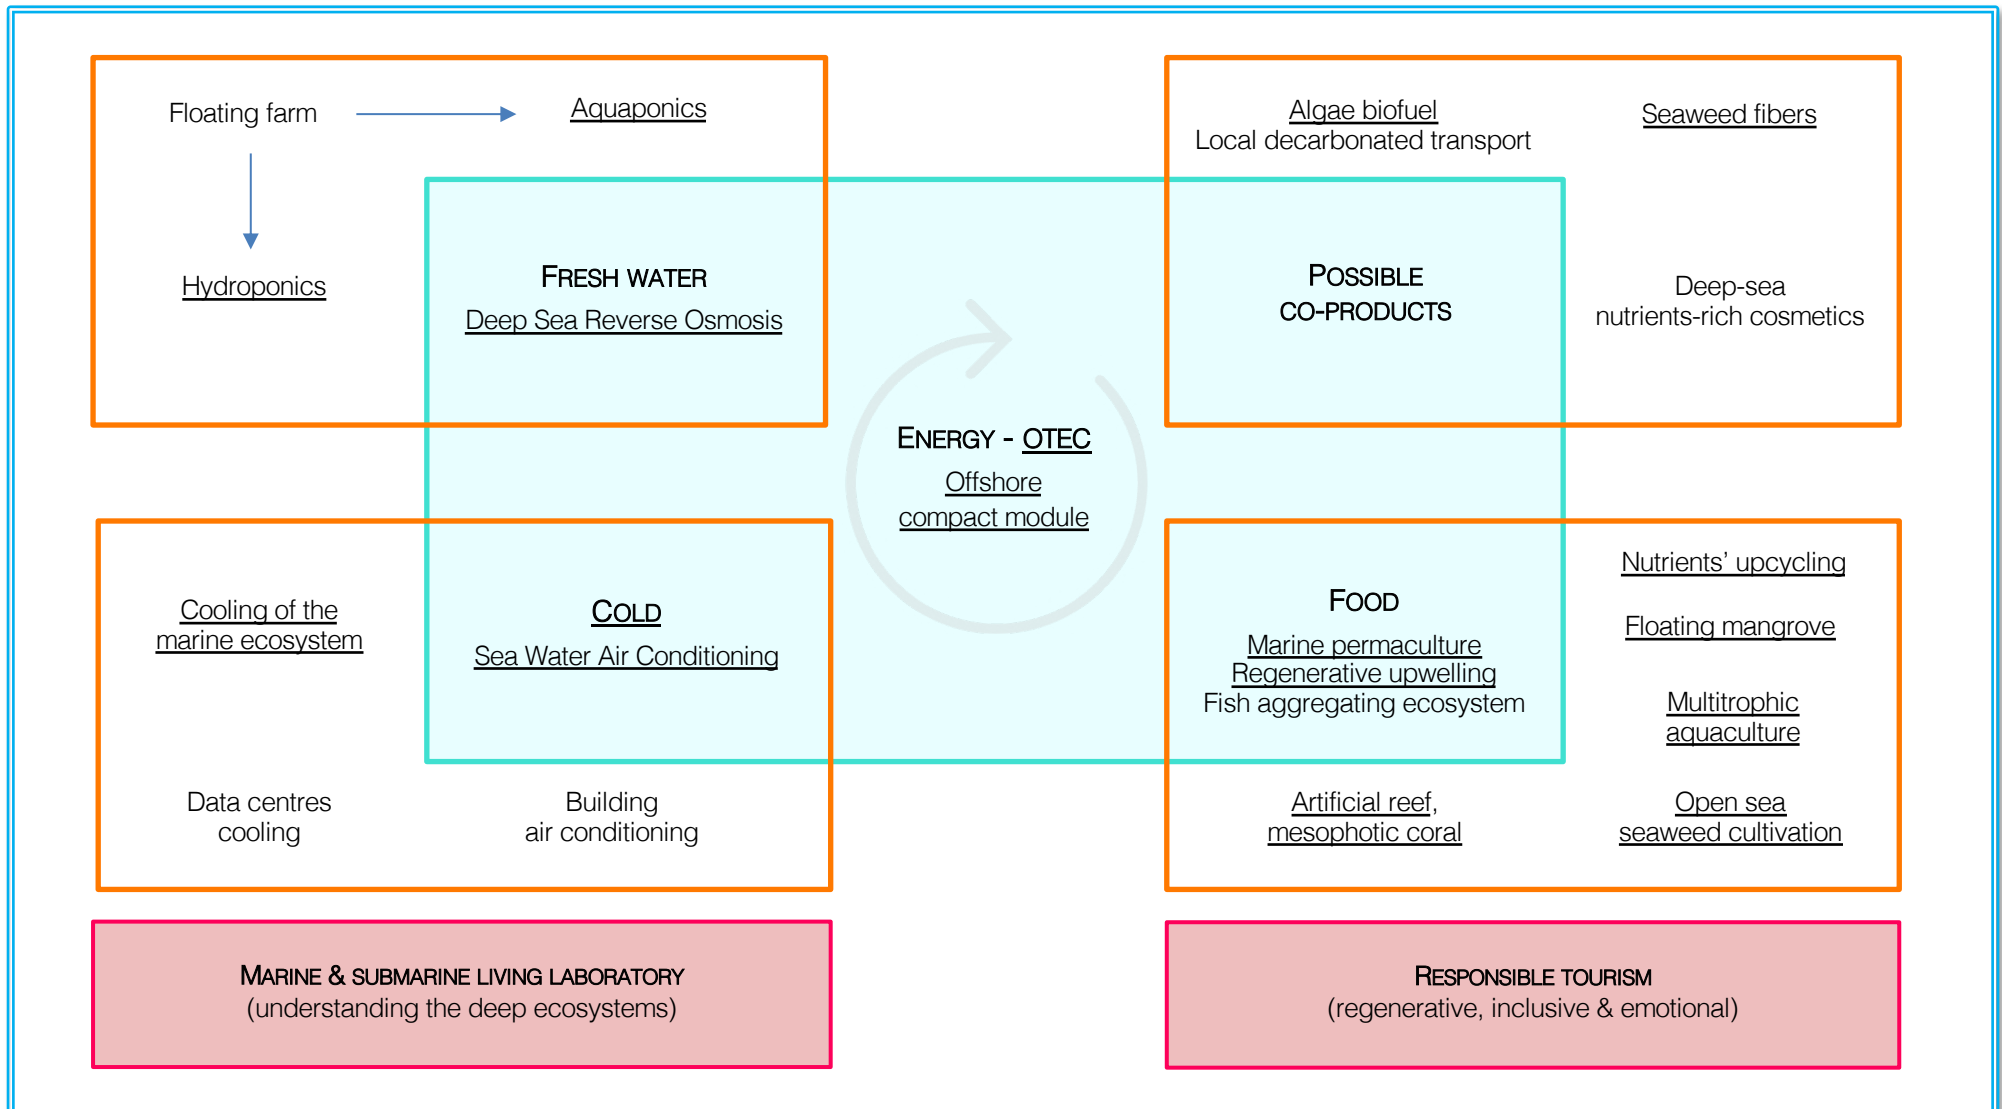 Floating farm
Aquaponics
Hydroponics
FRESH WATER
Deep Sea Reverse Osmosis
Algae biofuel
Local decarbonated transport
Seaweed fibers
POSSIBLE
CO-PRODUCTS
Deep-sea
nutrients-rich cosmetics
ENERGY - OTEC
Offshore
compact module
Cooling of the
marine ecosystem
COLD
Sea Water Air Conditioning
Data centres
cooling
Building
air conditioning
FOOD
Marine permaculture
Regenerative upwelling
Fish aggregating ecosystem
Nutrients’ upcycling
Floating mangrove
Multitrophic
aquaculture
Artificial reef,
mesophotic coral
Open sea
seaweed cultivation
MARINE & SUBMARINE LIVING LABORATORY
(understanding the deep ecosystems)
RESPONSIBLE TOURISM
(regenerative, inclusive & emotional)